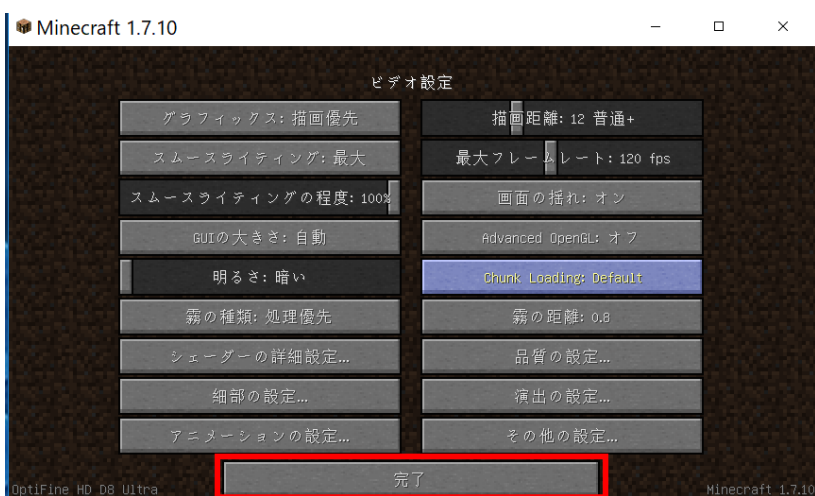 Minecraft 1.7.10
ビデオ設定
グラフィックス: 描画優先
描画距離: 12 普通+
スムースライティング: 最大
最大フレームレート: 120 fps
スムースライティングの程度: 100%
画面の揺れ: オン
GUIの大きさ: 自動
Advanced OpenGL: オフ
明るさ: 暗い
Chunk Loading: Default
霧の種類: 処理優先
霧の距離: 0.8
シェーダーの詳細設定...
品質の設定...
細部の設定...
演出の設定...
アニメーションの設定...
その他の設定...
完了
OptiFine HD D8 Ultra
Minecraft 1.7.10